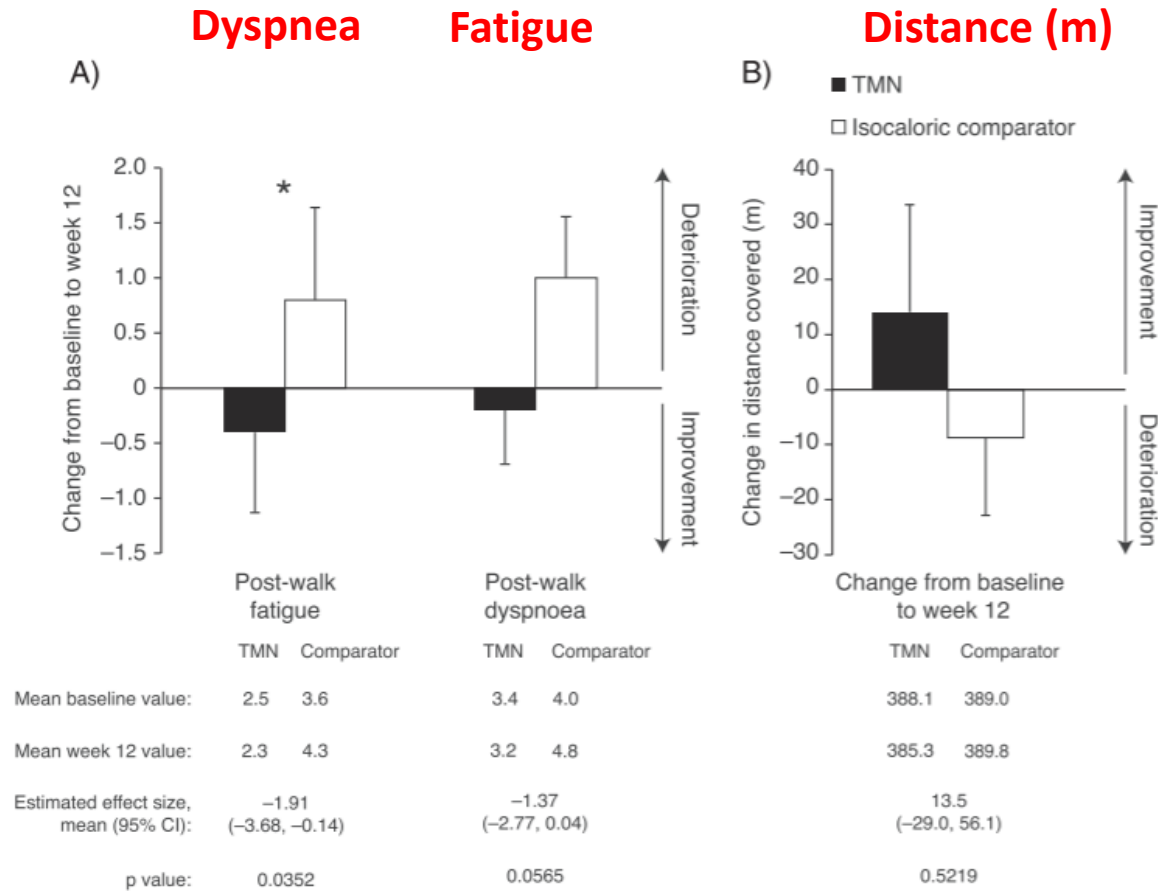 Dyspnea Fatigue Distance (m)
A) B)
TMN
Isocaloric comparator
Change from baseline to week 12
2.0
1.5
1.0
0.5
0
−0.5
−1.0
−1.5
*
Deterioration
Improvement
Change in distance covered (m)
40
30
20
10
0
−10
−20
−30
Improvement
Deterioration
Post-walk
fatigue
Post-walk
dyspnoea
Change from baseline
to week 12
TMN Comparator TMN Comparator TMN Comparator
Mean baseline value: 2.5 3.6 3.4 4.0 388.1 389.0
Mean week 12 value: 2.3 4.3 3.2 4.8 385.3 389.8
Estimated effect size, −1.91 −1.37 13.5
mean (95% CI): (−3.68, −0.14) (−2.77, 0.04) (−29.0, 56.1)
p value: 0.0352 0.0565 0.5219